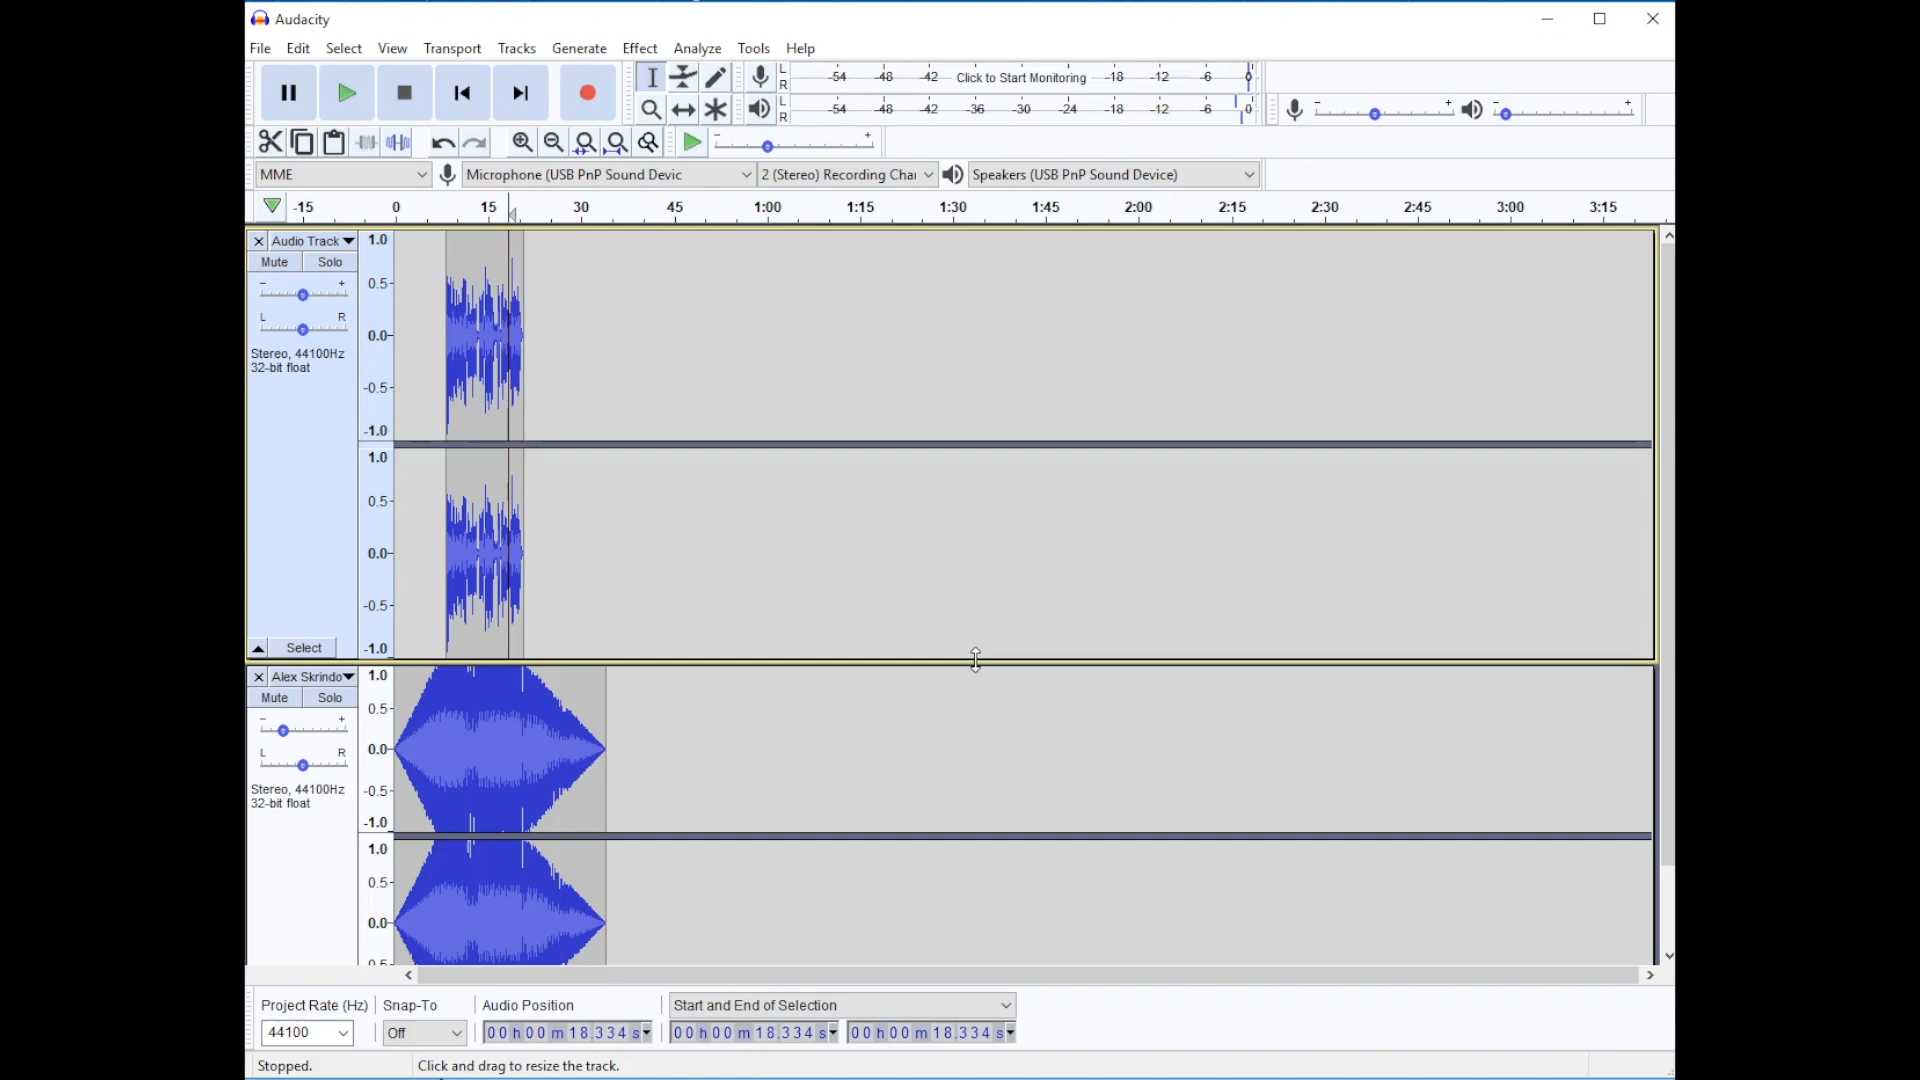 Audacity
File Edit Select View Transport Tracks Generate Effect Analyze Tools Help
L R -54 -48 -42 Click to Start Monitoring -18 -12 -6 0
L R -54 -48 -42 -36 -30 -24 -18 -12 -6 0
- + - +
- +
MME Microphone (USB PnP Sound Devic 2 (Stereo) Recording Char Speakers (USB PnP Sound Device)
-15 0 15 30 45 1:00 1:15 1:30 1:45 2:00 2:15 2:30 2:45 3:00 3:15
Audio Track 1.0
Mute Solo
- + 0.5-
L R
0.0-
Stereo, 44100Hz
32-bit float
-0.5-
-1.0
1.0
0.5-
0.0-
-0.5-
Select -1.0
Alex Skrindo 1.0
Mute Solo
- + 0.5-
L R 0.0-
Stereo, 44100Hz -0.5-
32-bit float
-1.0
1.0
0.5-
0.0-
Project Rate (Hz) Snap-To Audio Position Start and End of Selection
44100 Off 00 h 00 m 18.334 s 00 h 00 m 18.334 s 00 h 00 m 18.334 s
Stopped. Click and drag to resize the track.